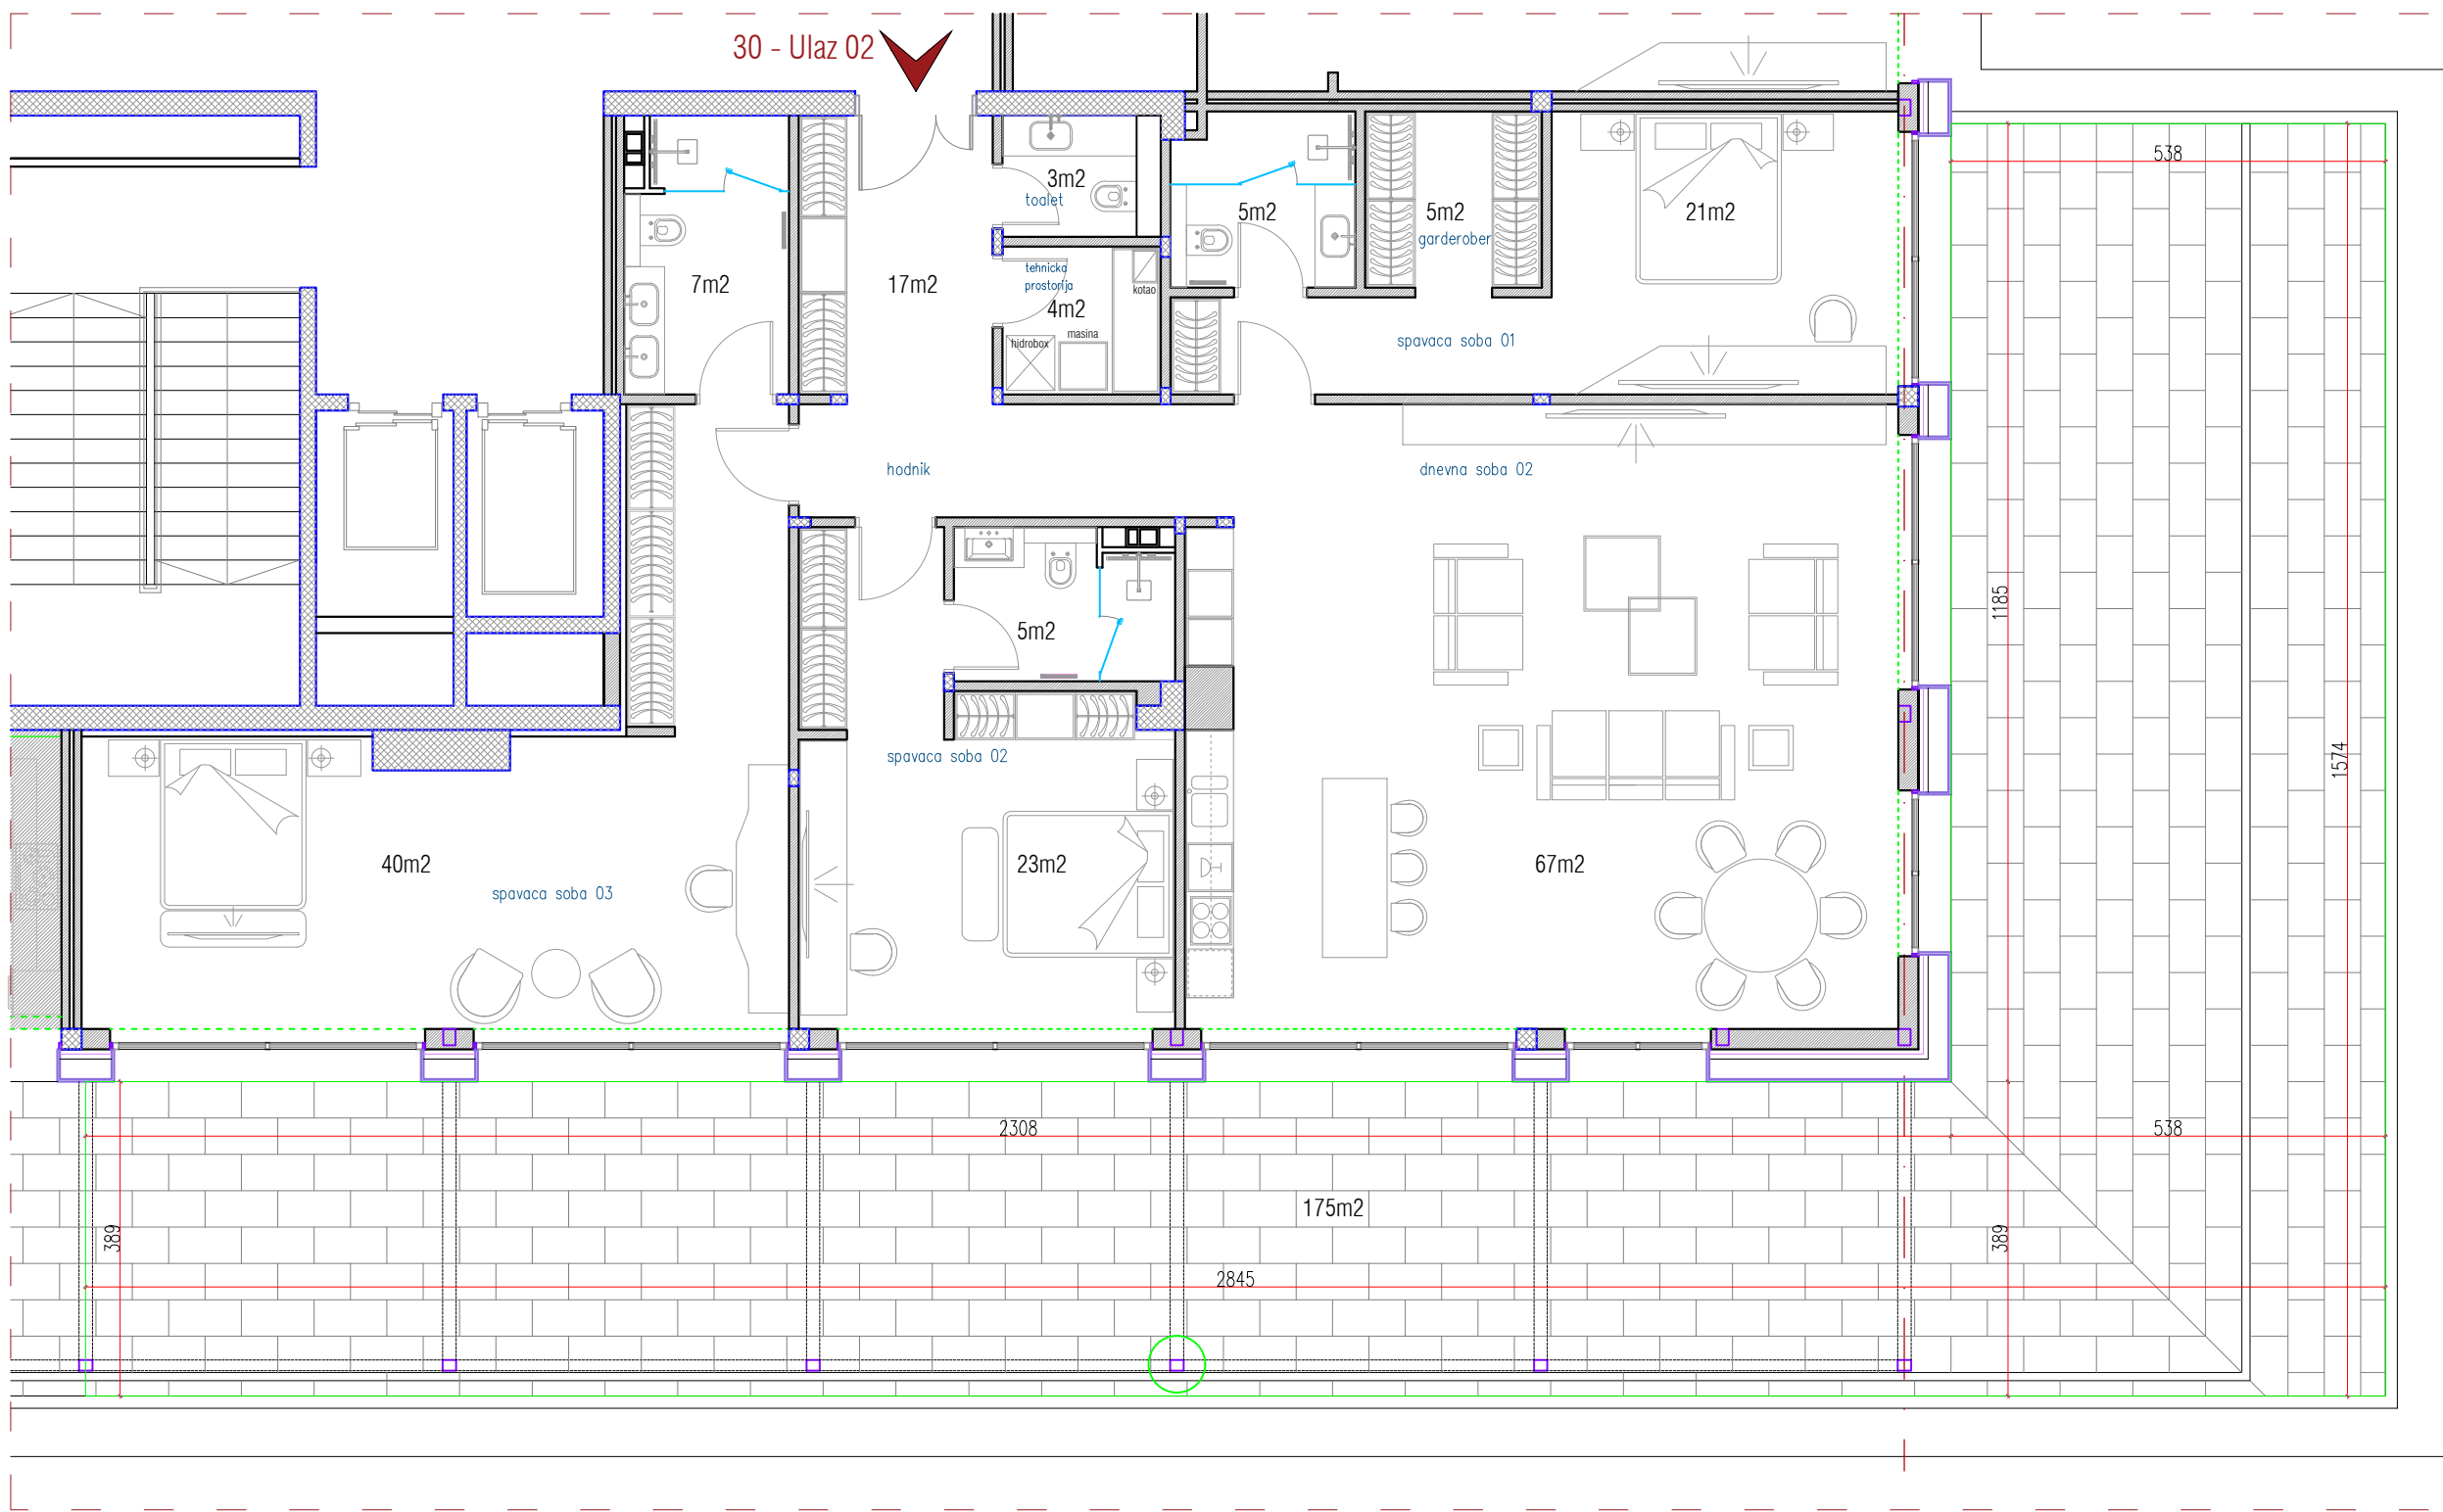 30 - Ulaz 02
538
3m2
toalet
5m2
5m2
garderober
21m2
7m2
17m2
tehnicka
prostorija
4m2
kotao
masina
hidrobox
spavaca soba 01
hodnik
dnevna soba 02
1185
5m2
1574
spavaca soba 02
40m2
23m2
67m2
spavaca soba 03
2308
538
175m2
389
389
2845